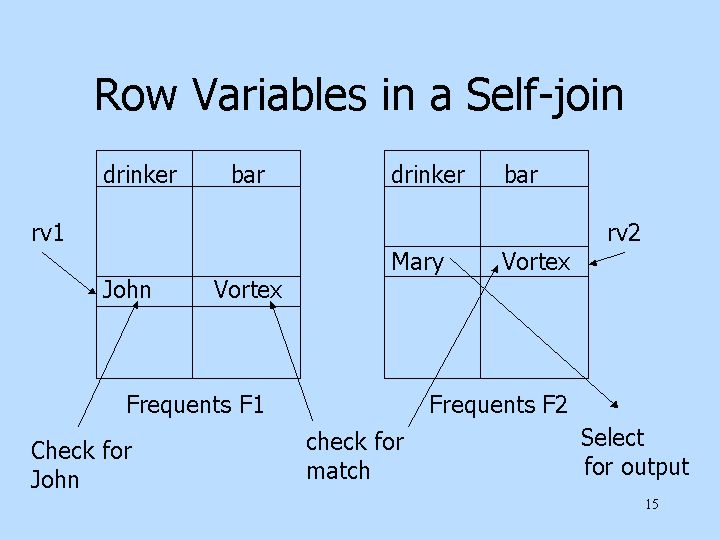 Row Variables in a Self-join
drinker bar drinker bar
rv1 rv2
Mary Vortex
John Vortex
Frequents F1 Frequents F2
Check for
John
check for
match
Select
for output
15